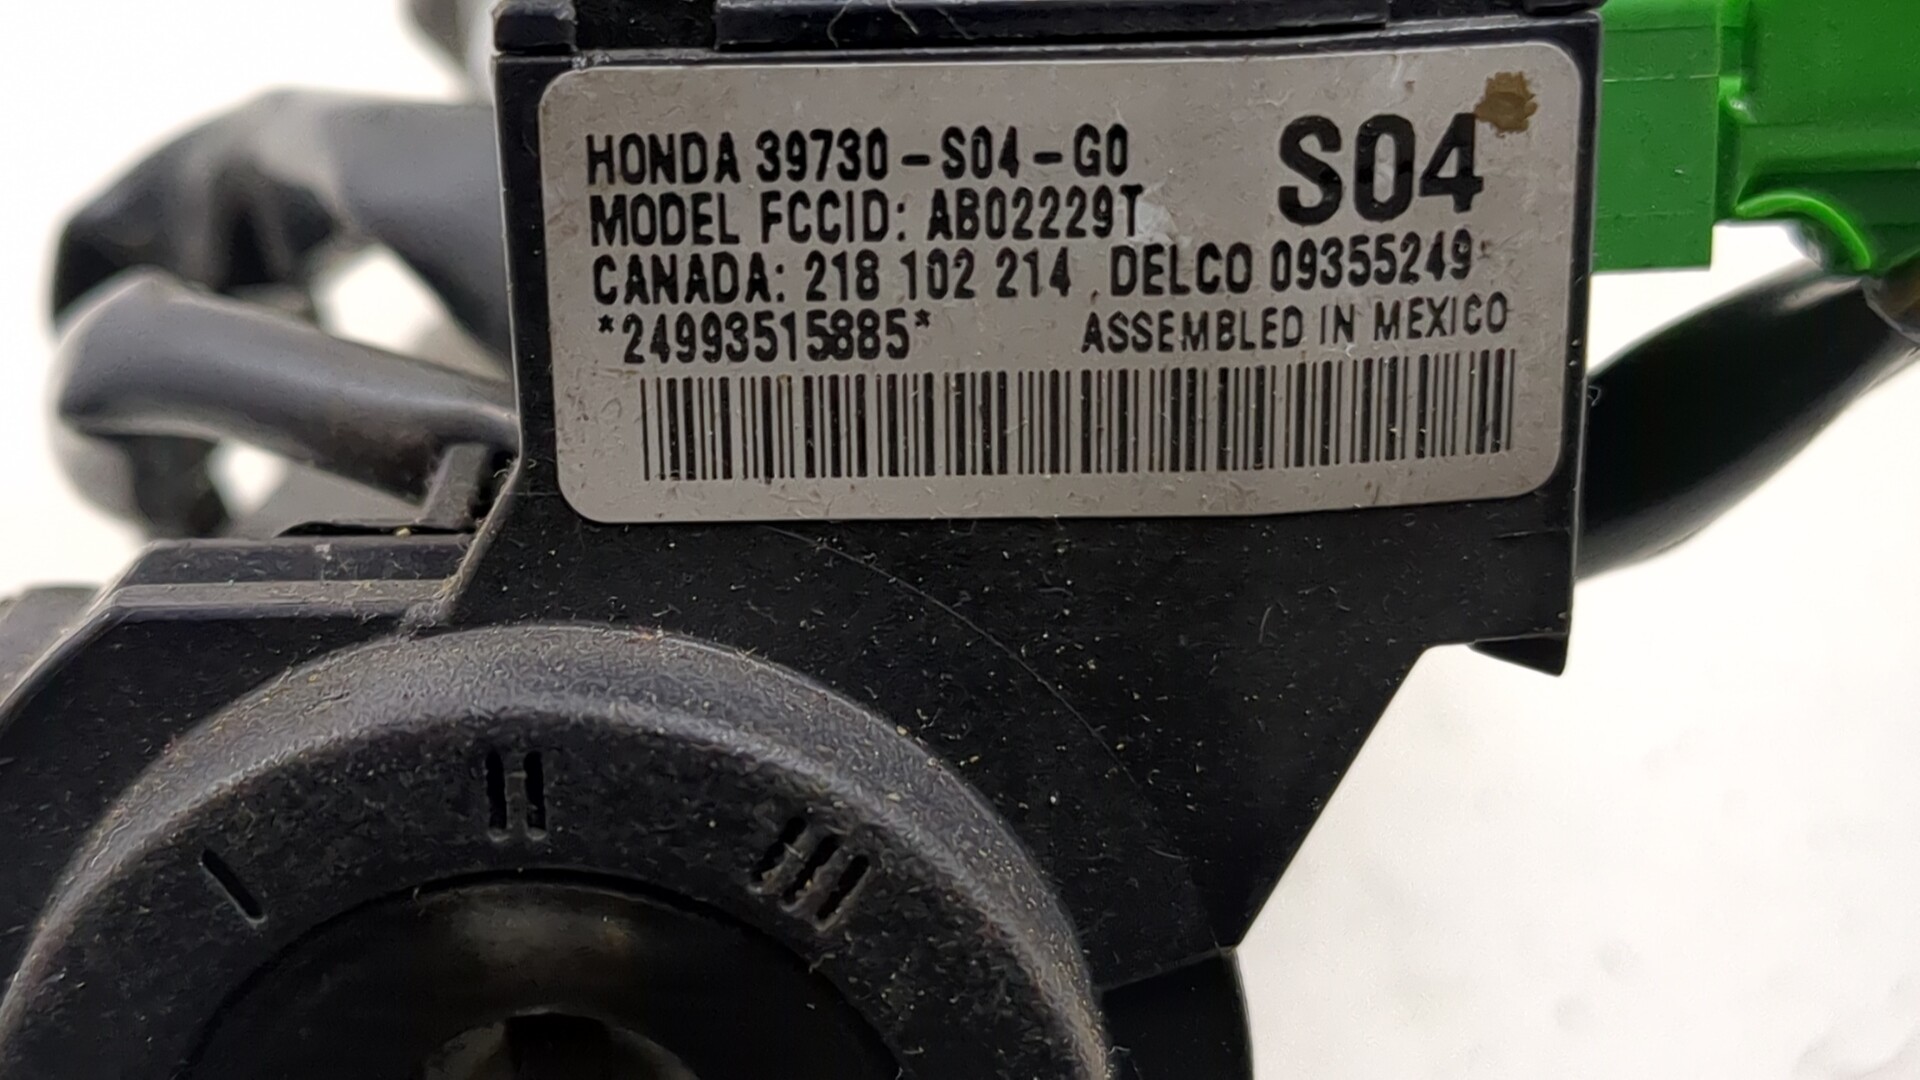 HONDA 39730-S04-G0 S04
MODEL FCCID: AB02229T
CANADA: 218 102 214 DELCO 09355249
*24993515885* ASSEMBLED IN MEXICO
I II III